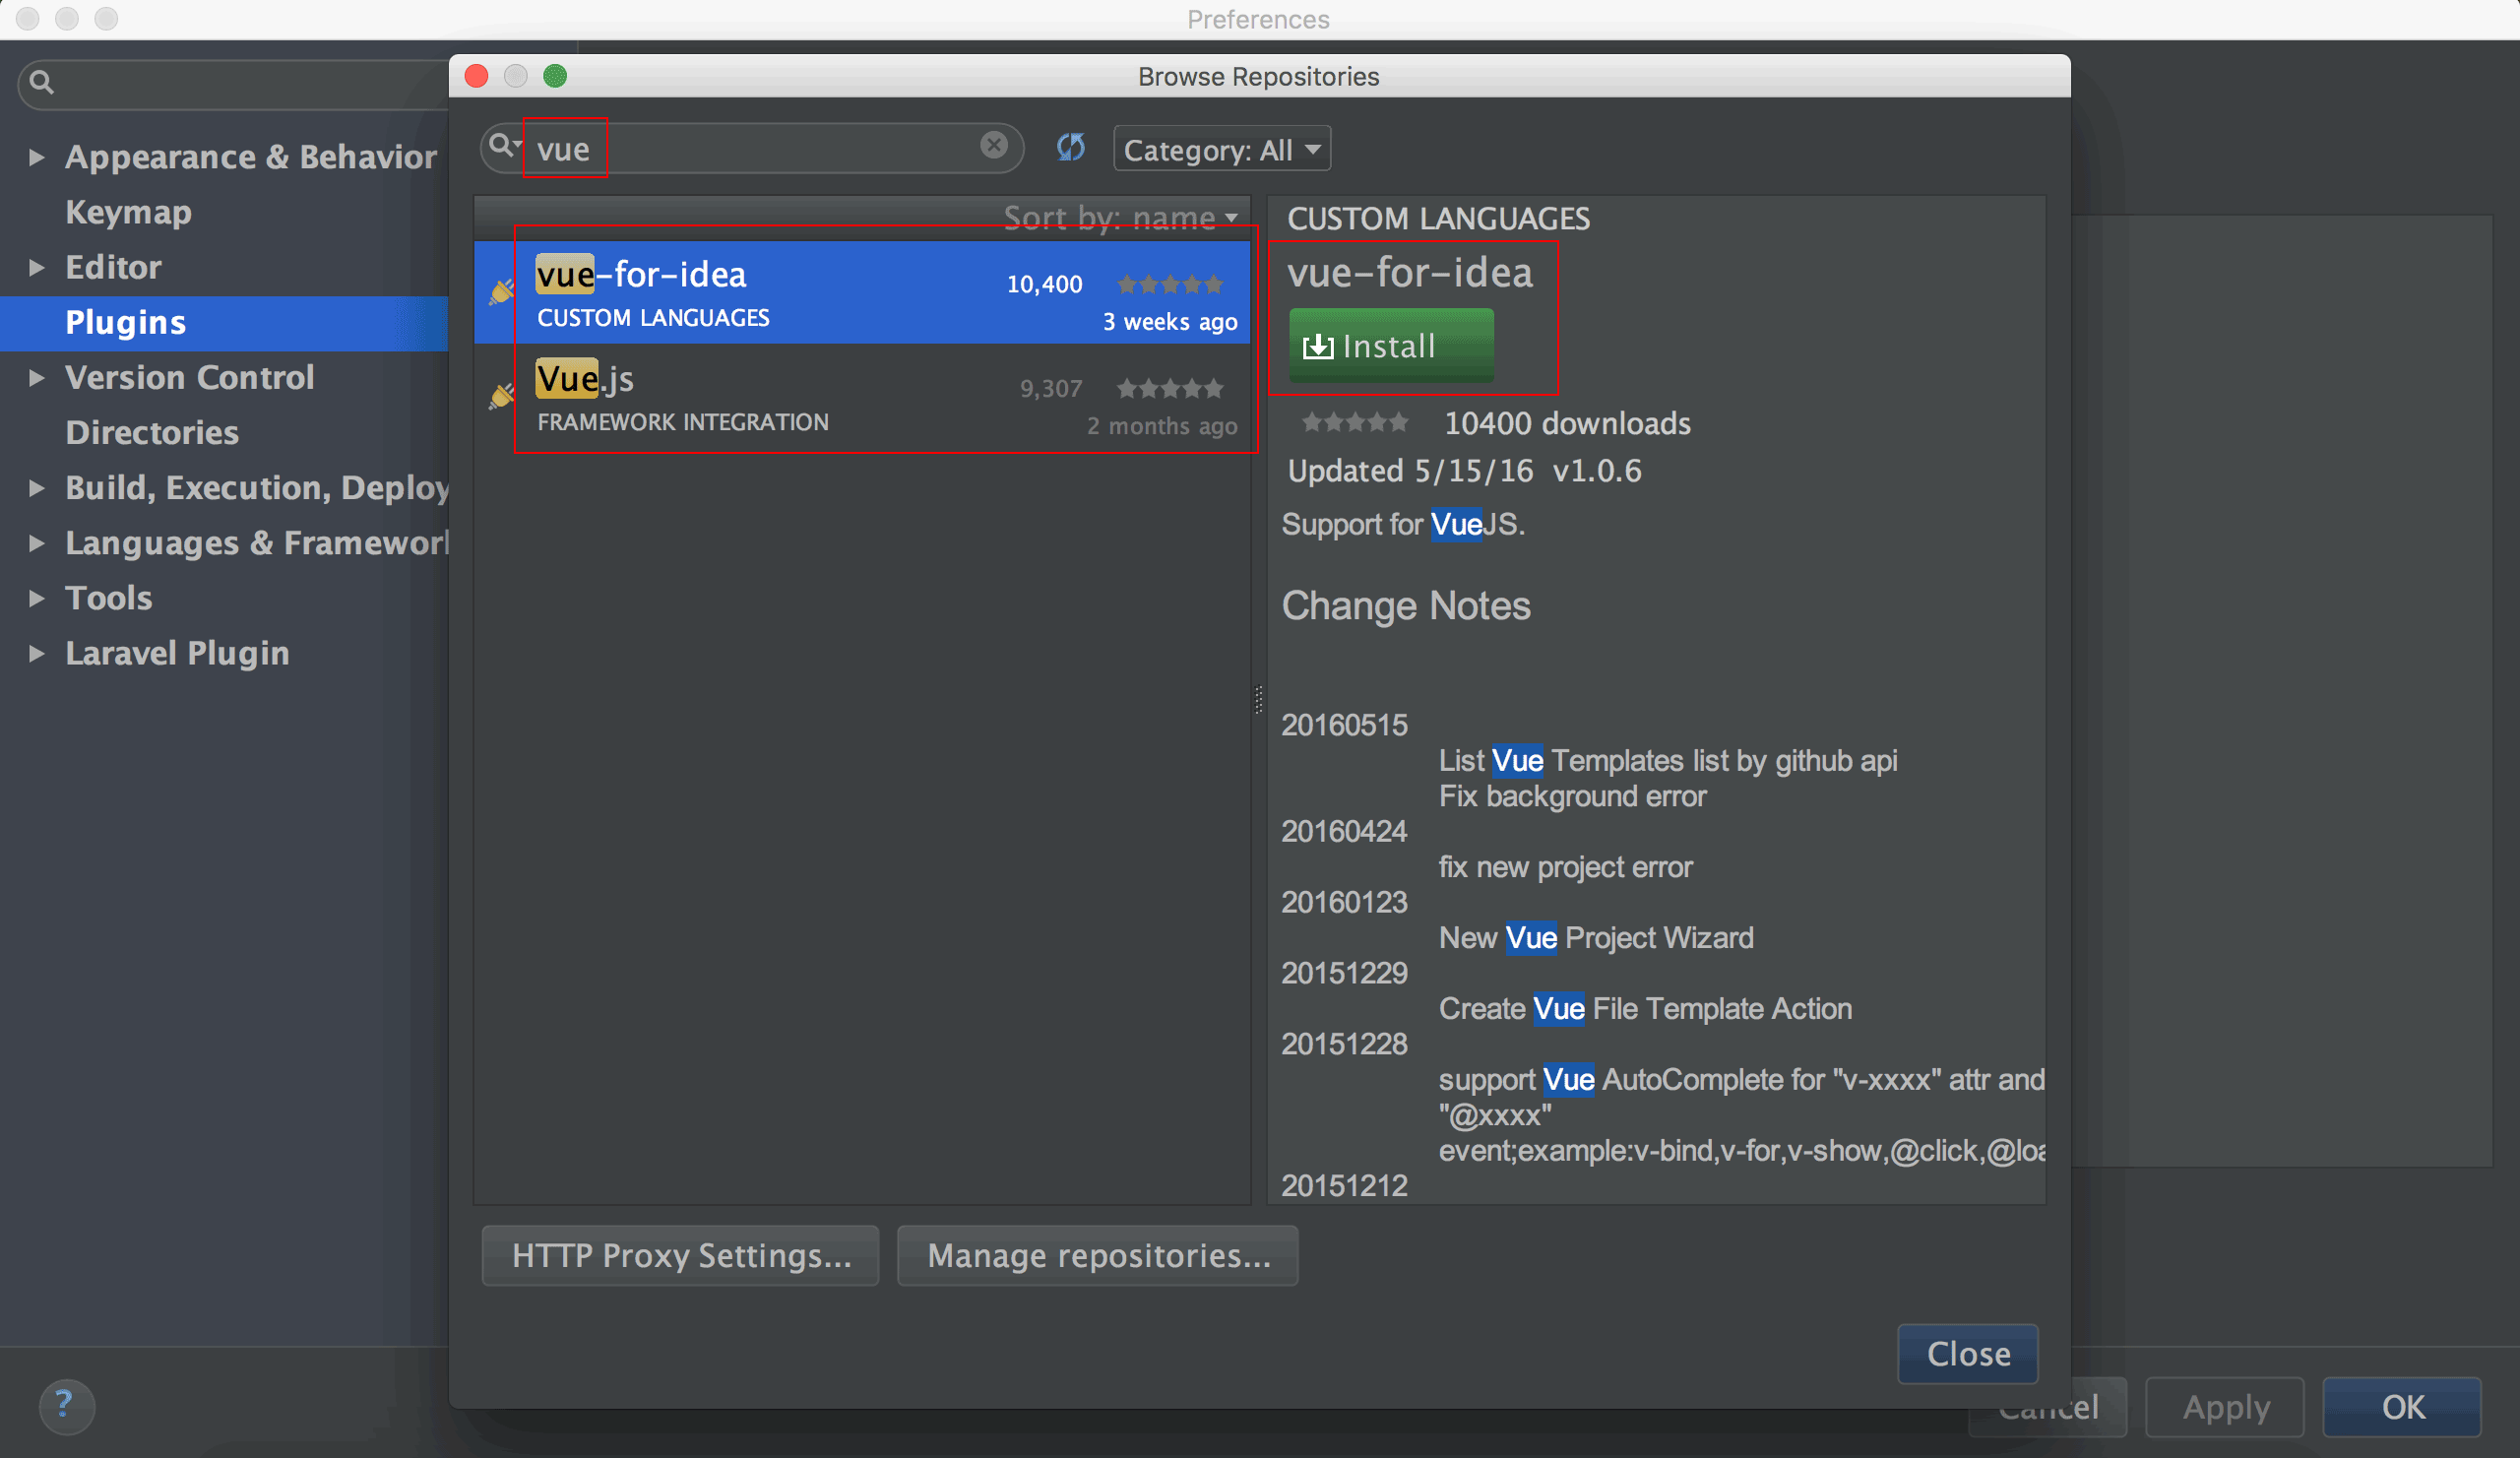 Preferences
Browse Repositories
vue
Category: All
Appearance & Behavior
Keymap
Editor
Plugins
Version Control
Directories
Build, Execution, Deploy
Languages & Framework
Tools
Laravel Plugin
Sort by: name
vue-for-idea
10,400
CUSTOM LANGUAGES
3 weeks ago
Vue.js
9,307
FRAMEWORK INTEGRATION
2 months ago
CUSTOM LANGUAGES
vue-for-idea
Install
10400 downloads
Updated 5/15/16 v1.0.6
Support for VueJS.
Change Notes
20160515
List Vue Templates list by github api
Fix background error
20160424
fix new project error
20160123
New Vue Project Wizard
20151229
Create Vue File Template Action
20151228
support Vue AutoComplete for "v-xxxx" attr and
"@xxxx"
event;example:v-bind,v-for,v-show,@click,@loa
20151212
HTTP Proxy Settings...
Manage repositories...
Close
?
Cancel
Apply
OK